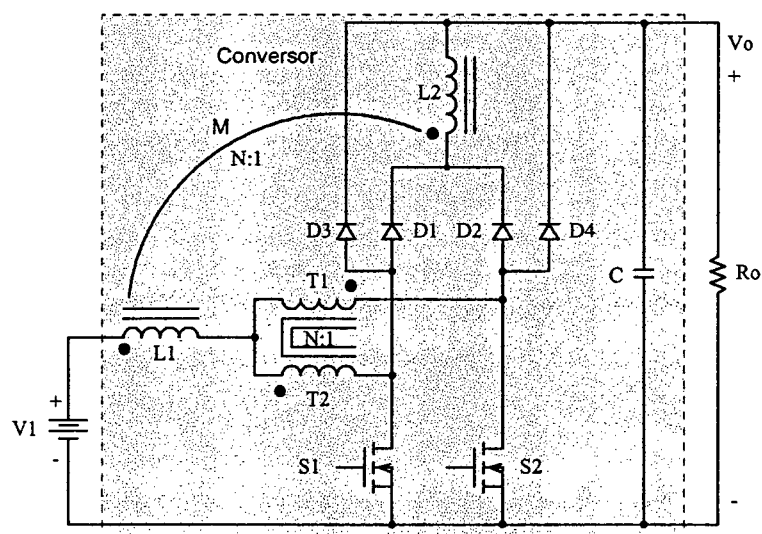 Conversor
Vo
+
L2
M
N:1
D3
D1
D2
D4
T1
C
Ro
N:1
L1
T2
+
V1
-
S1
S2
-